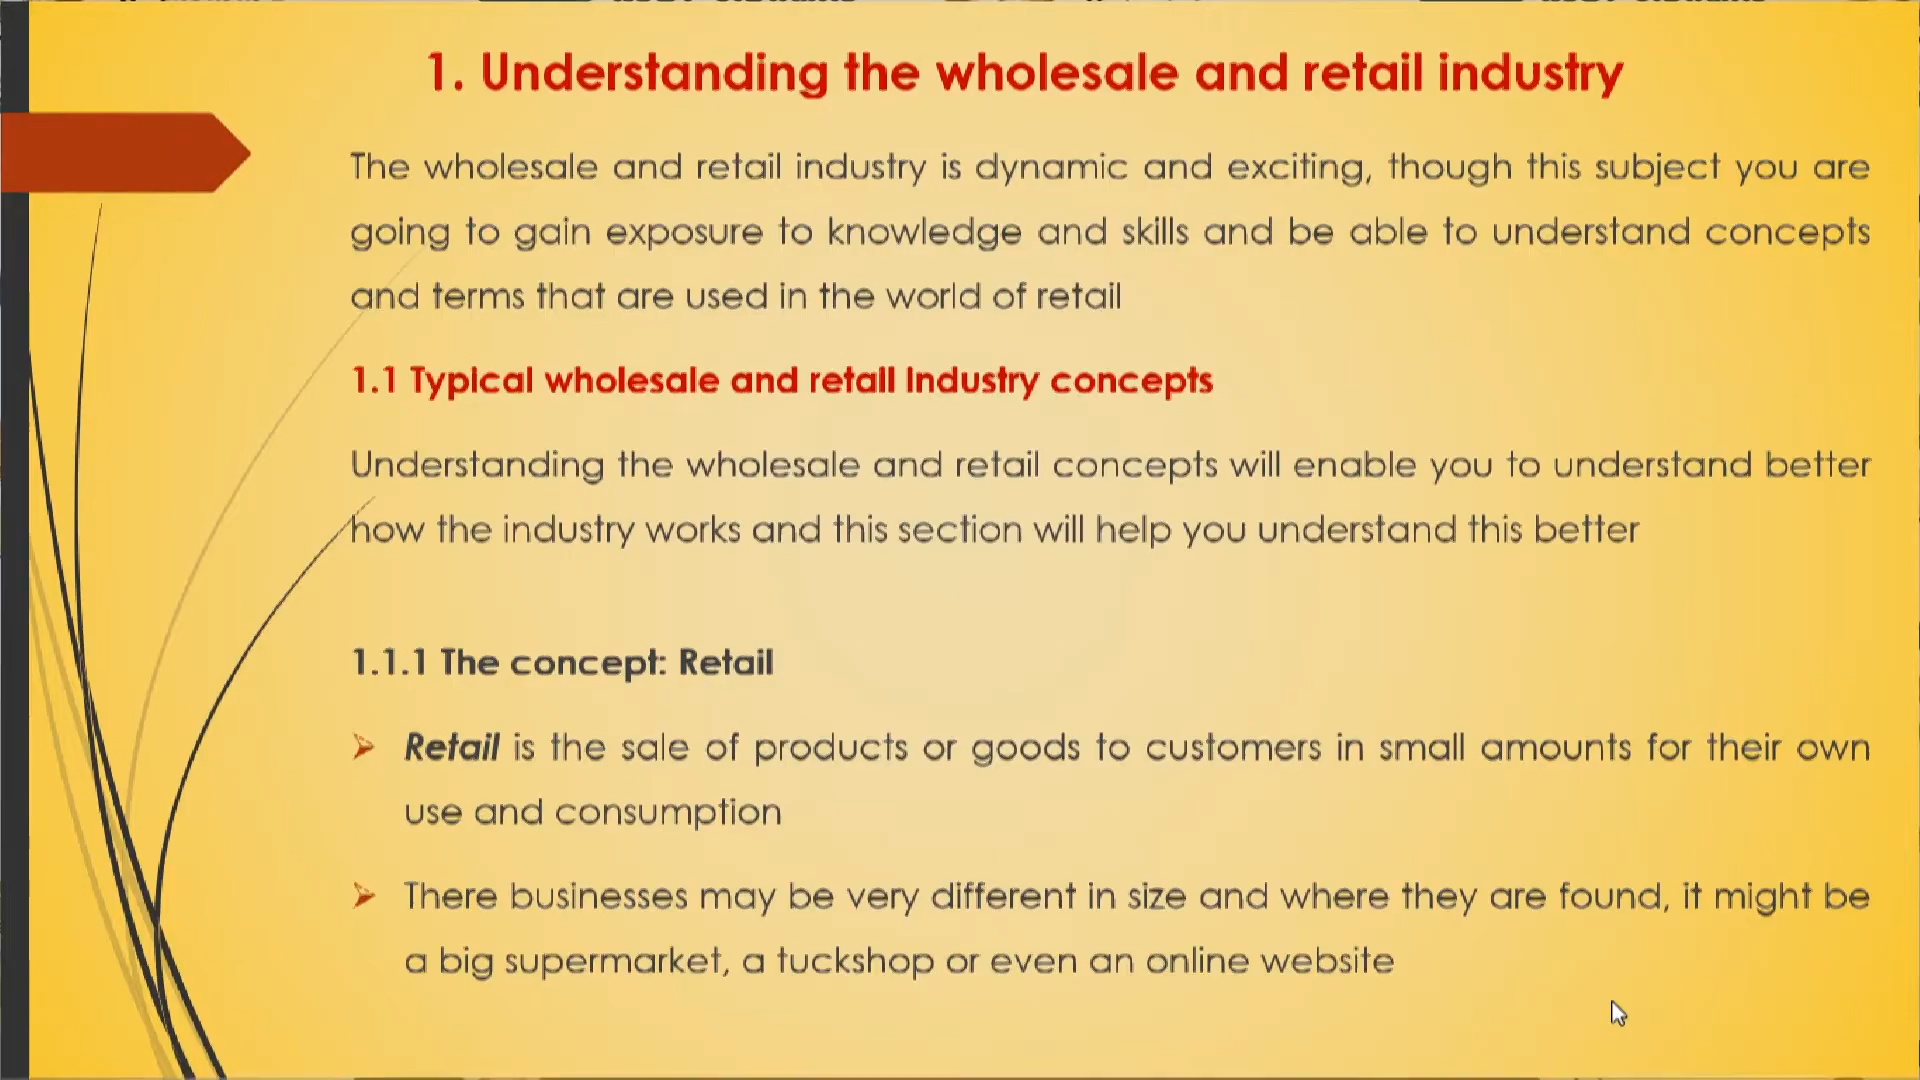 1. Understanding the wholesale and retail industry
The wholesale and retail industry is dynamic and exciting, though this subject you are
going to gain exposure to knowledge and skills and be able to understand concepts
and terms that are used in the world of retail
1.1 Typical wholesale and retail Industry concepts
Understanding the wholesale and retail concepts will enable you to understand better
how the industry works and this section will help you understand this better
1.1.1 The concept: Retail
Retail is the sale of products or goods to customers in small amounts for their own
use and consumption
There businesses may be very different in size and where they are found, it might be
a big supermarket, a tuckshop or even an online website